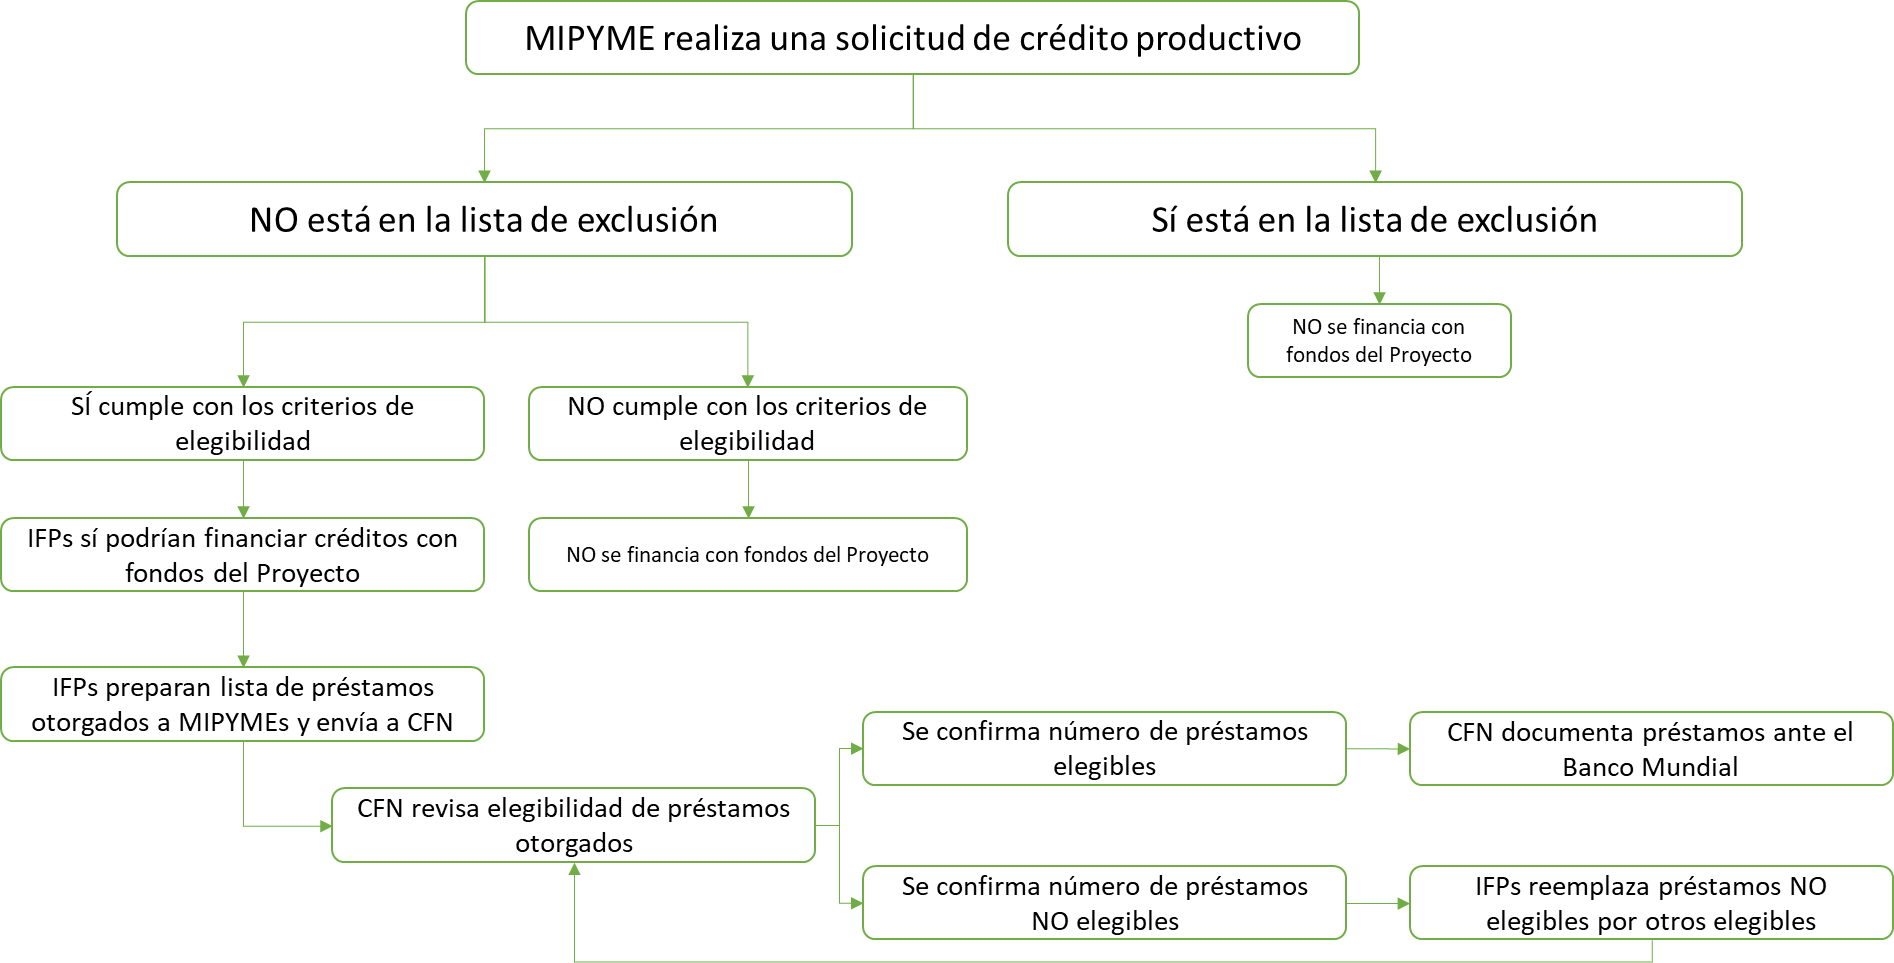 MIPYME realiza una solicitud de crédito productivo
NO está en la lista de exclusión
Sí está en la lista de exclusión
NO se financia con
fondos del Proyecto
SÍ cumple con los criterios de
elegibilidad
NO cumple con los criterios de
elegibilidad
IFPs sí podrían financiar créditos con
fondos del Proyecto
NO se financia con fondos del Proyecto
IFPs preparan lista de préstamos
otorgados a MIPYMEs y envía a CFN
CFN revisa elegibilidad de préstamos
otorgados
Se confirma número de préstamos
elegibles
CFN documenta préstamos ante el
Banco Mundial
Se confirma número de préstamos
NO elegibles
IFPs reemplaza préstamos NO
elegibles por otros elegibles